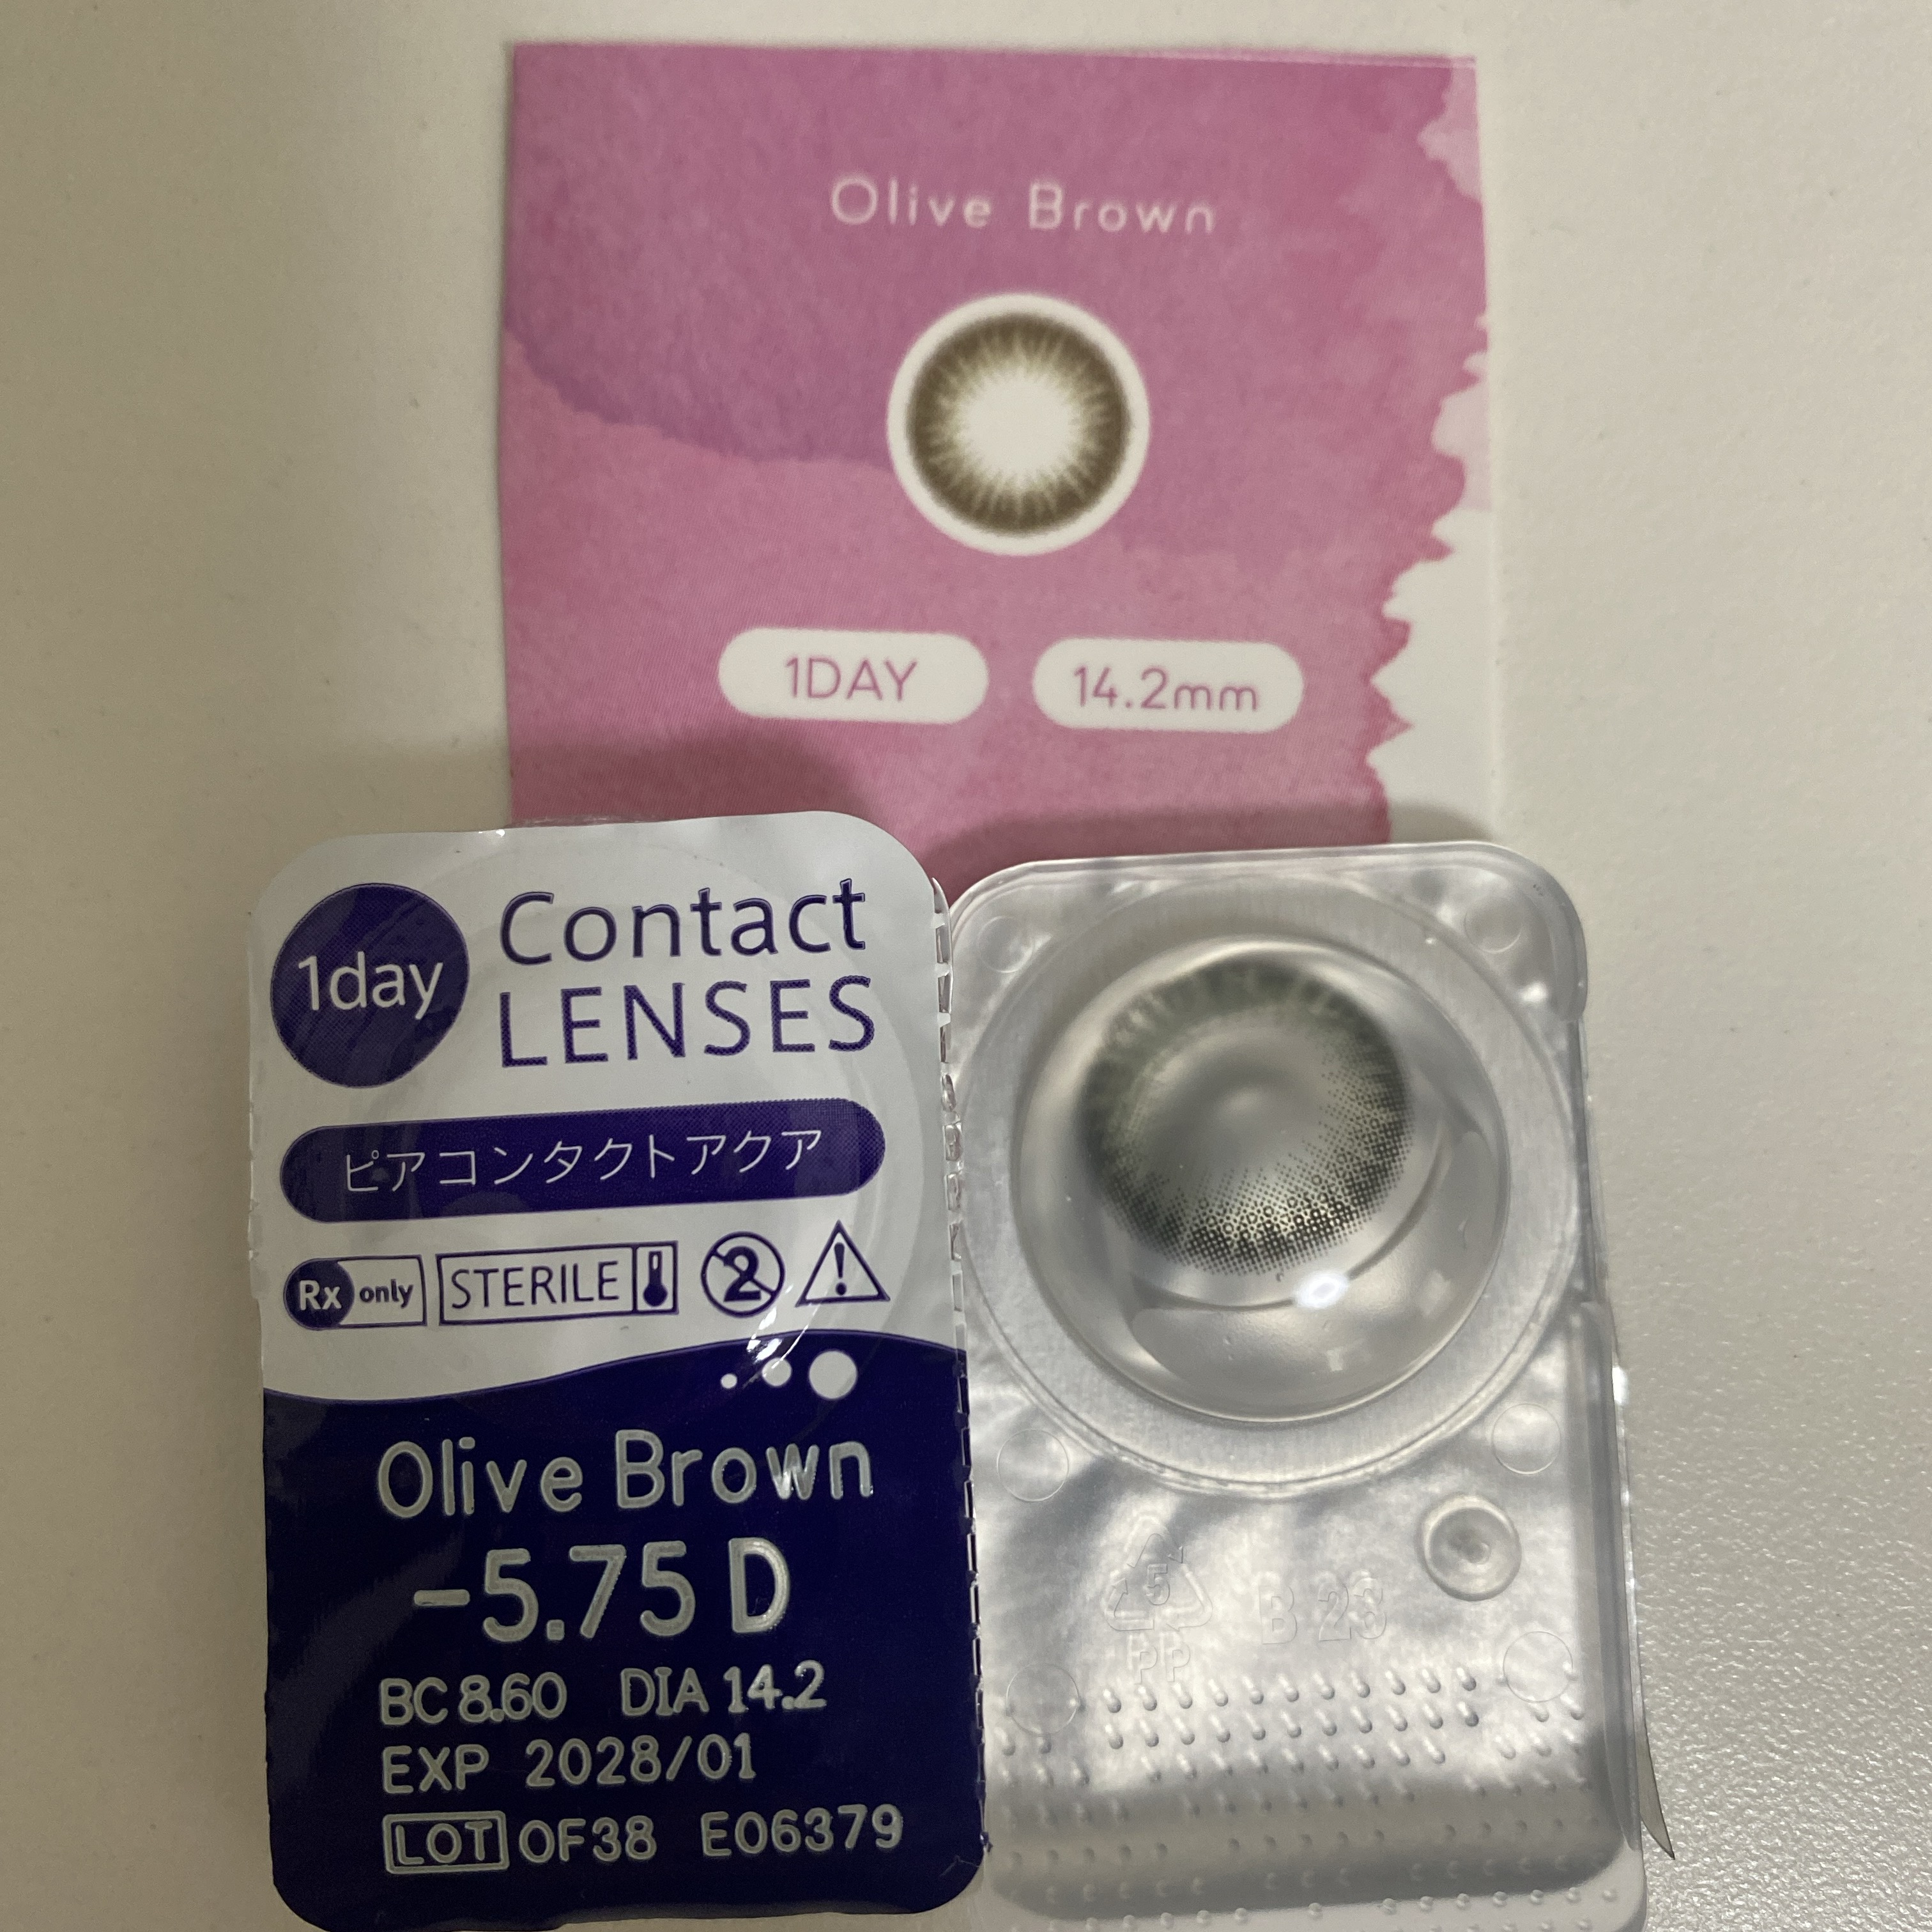 Olive Brown
1DAY 14.2mm
1day
Contact
LENSES
ピアコンタクトアクア
Rx only STERILE 2
Olive Brown
-5.75 D
BC 8.60 DIA 14.2
EXP 2028/01
LOT OF38 E06379
5
PP
B 23